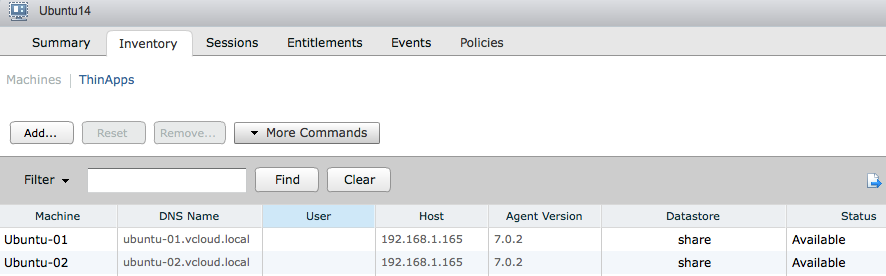 Ubuntu14
Summary Inventory Sessions Entitlements Events Policies
Machines | ThinApps
Add... Reset Remove... More Commands
Filter Find Clear
Machine DNS Name User Host Agent Version Datastore Status
Ubuntu-01 ubuntu-01.vcloud.local 192.168.1.165 7.0.2 share Available
Ubuntu-02 ubuntu-02.vcloud.local 192.168.1.165 7.0.2 share Available